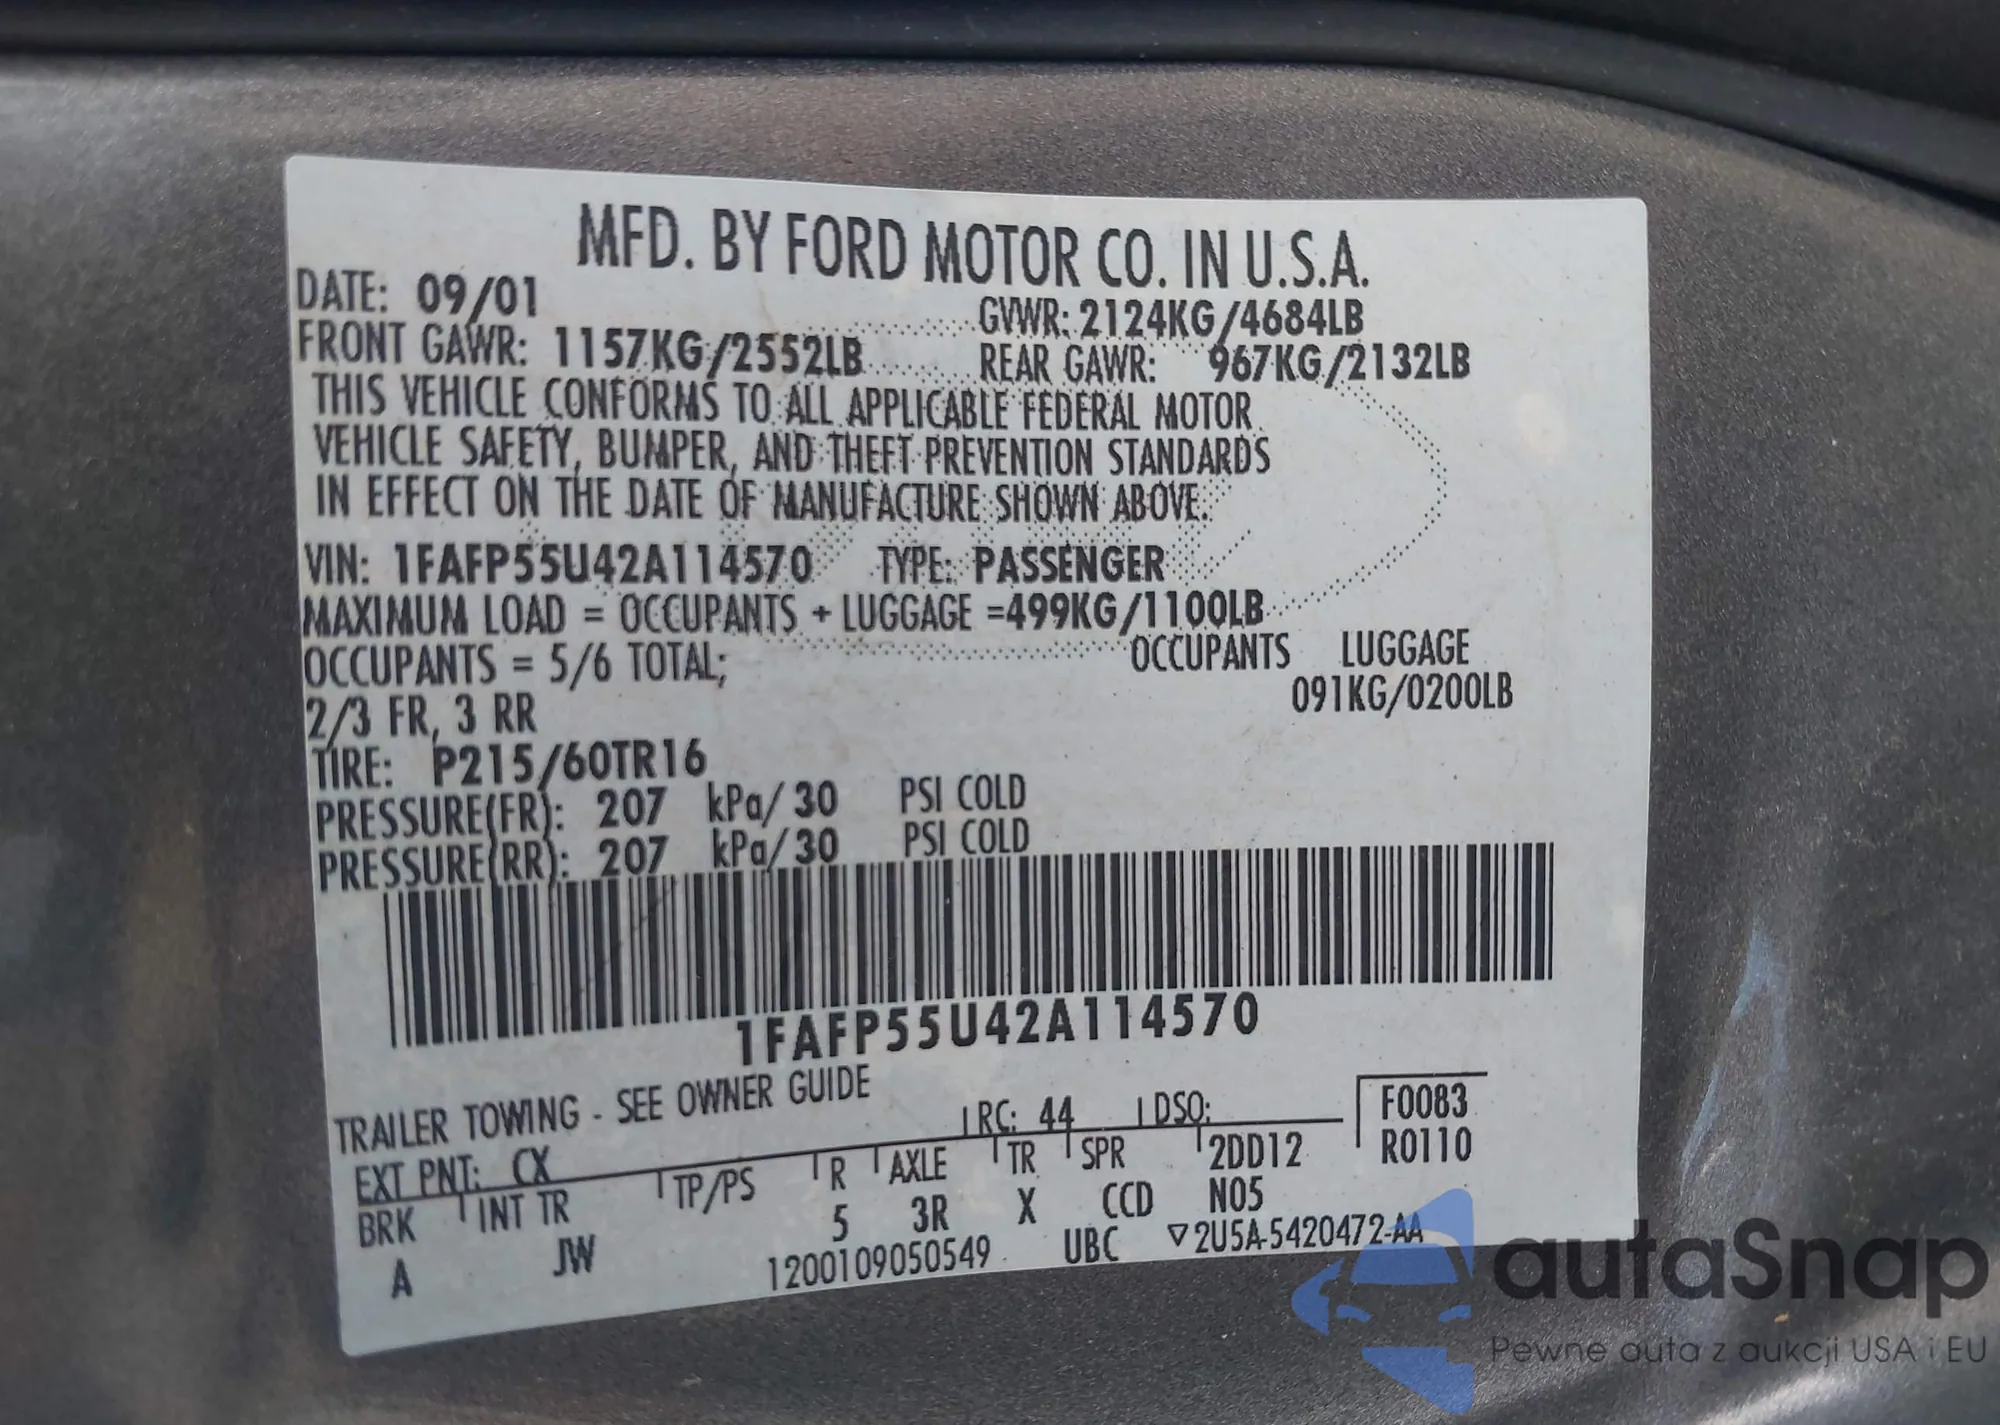 MFD. BY FORD MOTOR CO. IN U.S.A.
DATE: 09/01 GVWR: 2124KG/4684LB
FRONT GAWR: 1157KG/2552LB REAR GAWR: 967KG/2132LB
THIS VEHICLE CONFORMS TO ALL APPLICABLE FEDERAL MOTOR
VEHICLE SAFETY, BUMPER, AND THEFT PREVENTION STANDARDS
IN EFFECT ON THE DATE OF MANUFACTURE SHOWN ABOVE.
VIN: 1FAFP55U42A114570 TYPE: PASSENGER
MAXIMUM LOAD = OCCUPANTS + LUGGAGE =499KG/1100LB
OCCUPANTS = 5/6 TOTAL; OCCUPANTS LUGGAGE
2/3 FR, 3 RR 091KG/0200LB
TIRE: P215/60TR16
PRESSURE(FR): 207 kPa/30 PSI COLD
PRESSURE(RR): 207 kPa/30 PSI COLD
1FAFP55U42A114570
TRAILER TOWING - SEE OWNER GUIDE
EXT PNT: CX RC: 44 DSO: F0083
BRK INT TR TP/PS R AXLE TR SPR 2DD12 R0110
A JW 5 3R X CCD N05
1200109050549 UBC ▽2U5A-5420472-AA
autoSnap
Pewne auta z aukcji USA i EU